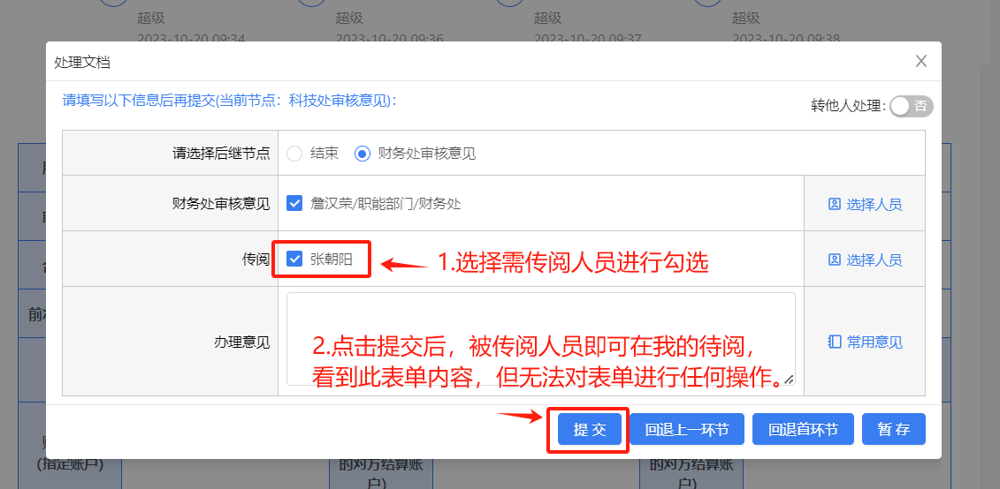 超级 超级 超级 超级
2023-10-20 09:34 2023-10-20 09:36 2023-10-20 09:37 2023-10-20 09:38
处理文档
请填写以下信息后再提交(当前节点：科技处审核意见)：
转他人处理： 否
请选择后继节点 结束 财务处审核意见
财务处审核意见 詹汉荣/职能部门/财务处 选择人员
传阅 张朝阳 1.选择需传阅人员进行勾选 选择人员
办理意见 常用意见
2.点击提交后，被传阅人员即可在我的待阅，
看到此表单内容，但无法对表单进行任何操作。
提 交 回退上一环节 回退首环节 暂 存
前
(指定账户) 的对方结算账 的对方结算账
户) 户)